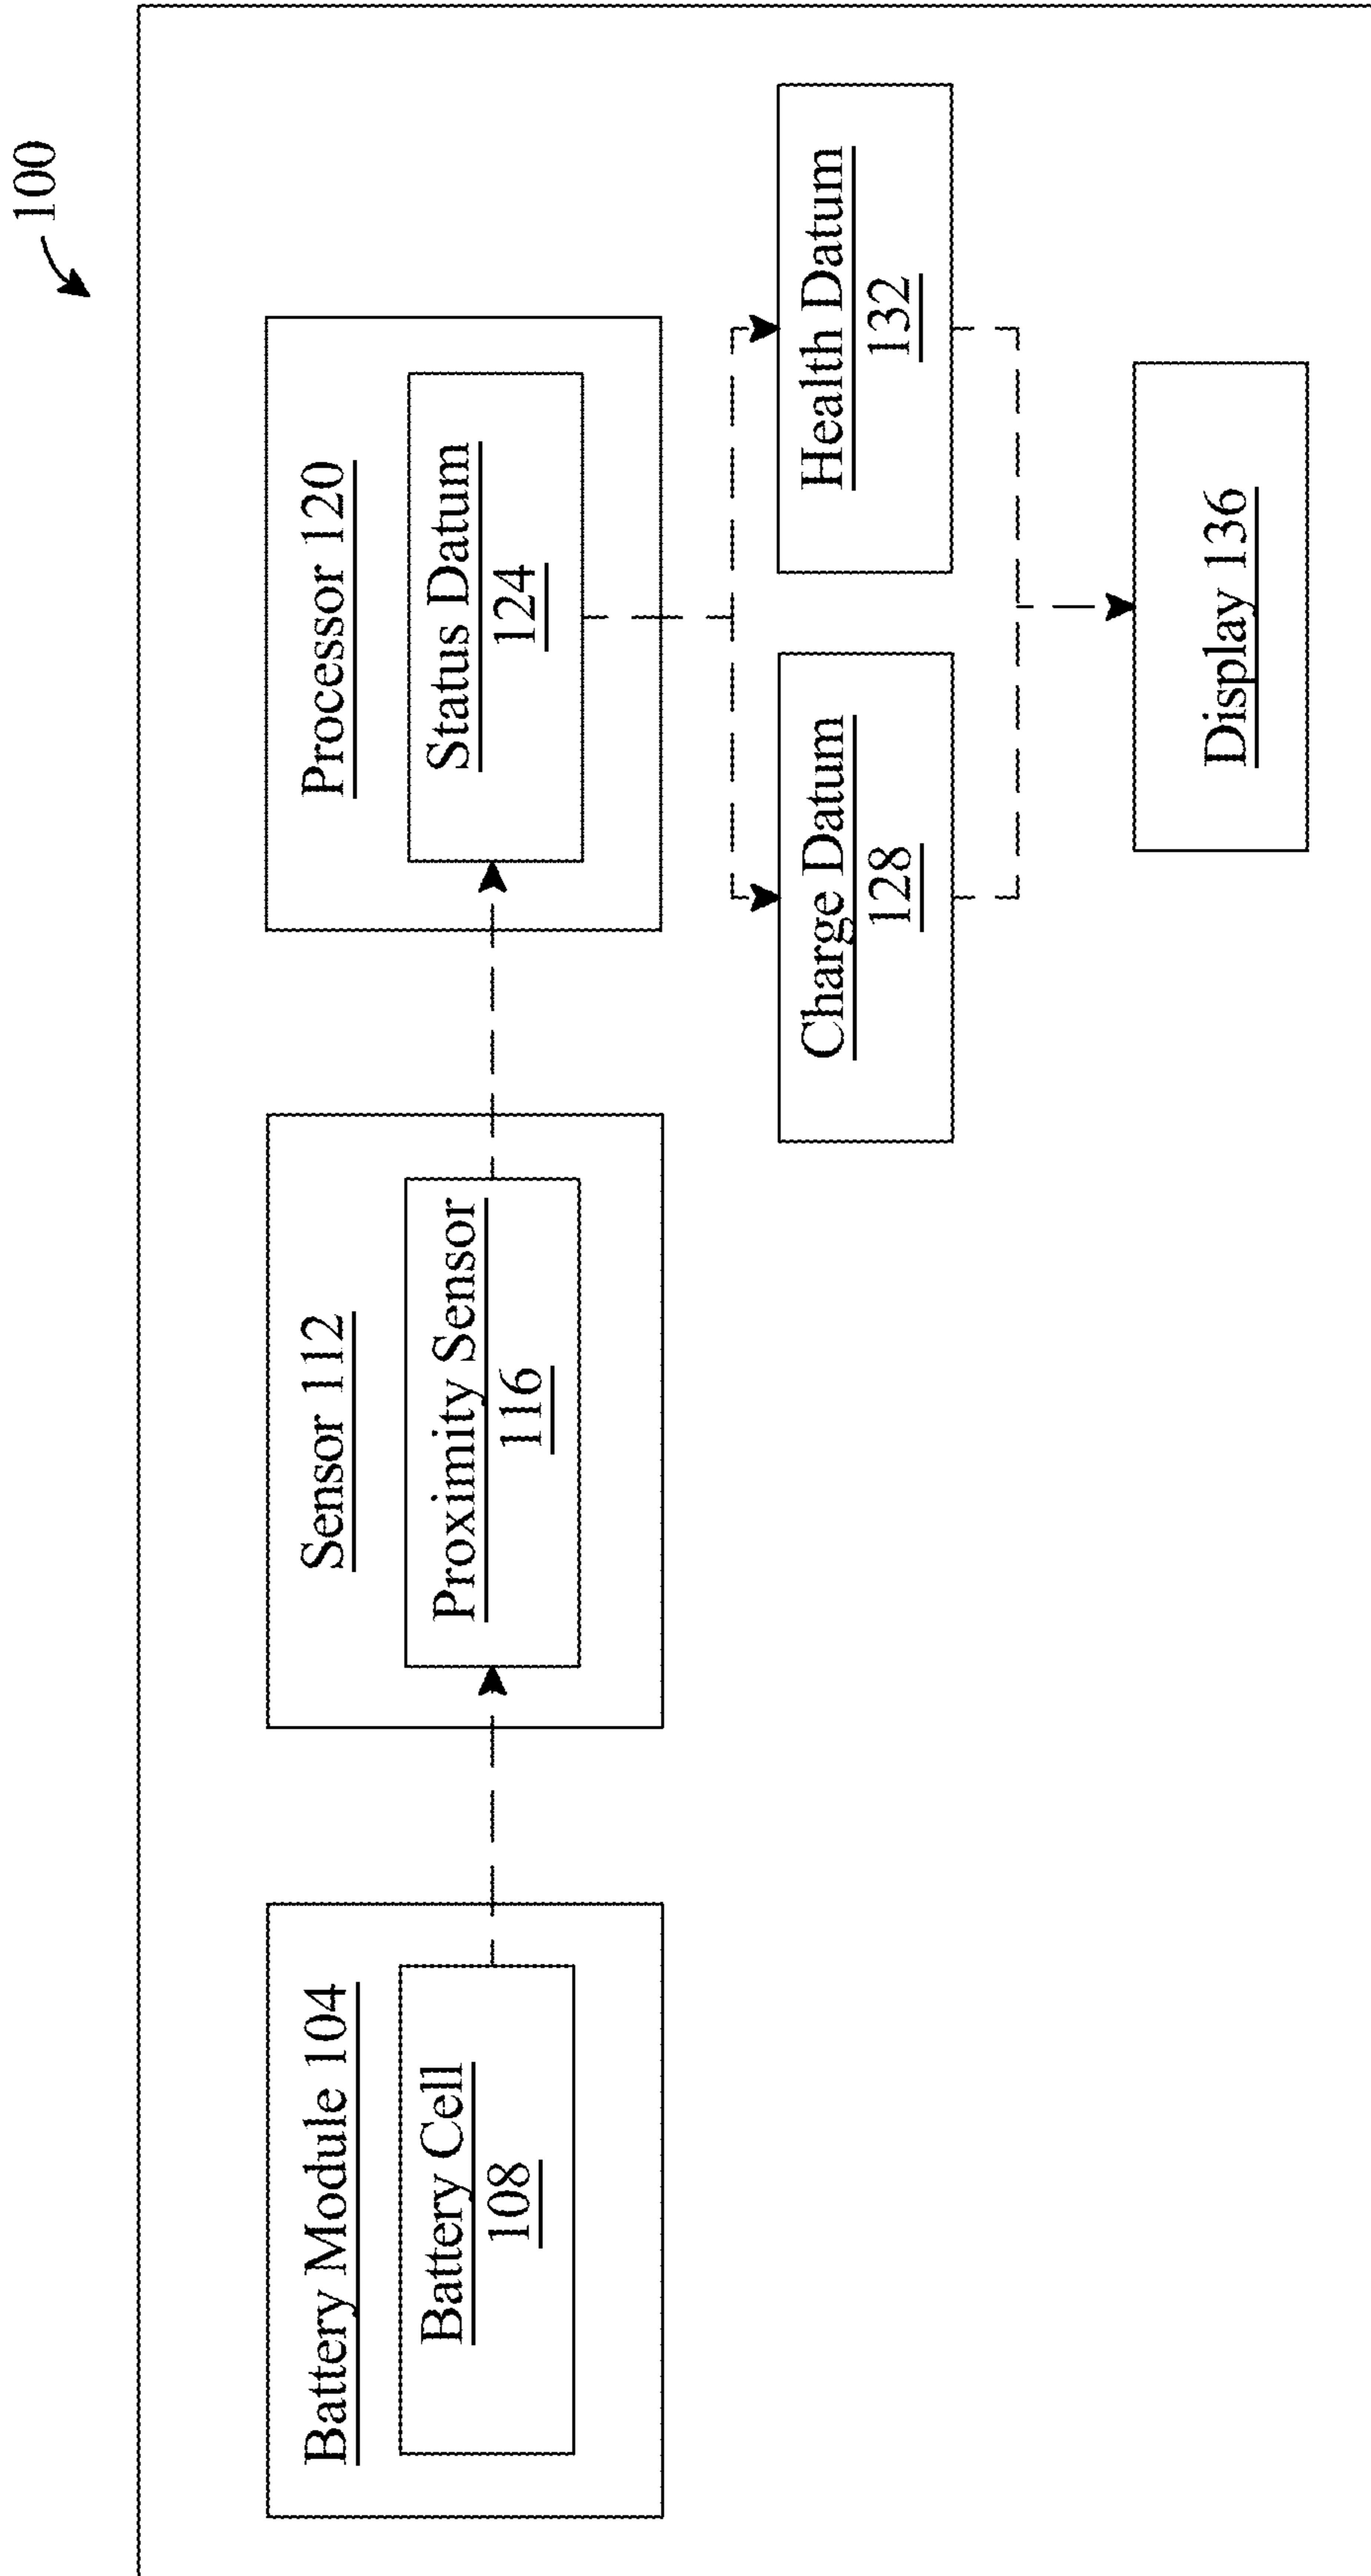 100
Battery Module 104
Battery Cell
108
Sensor 112
Proximity Sensor
116
Processor 120
Status Datum
124
Charge Datum
128
Health Datum
132
Display 136